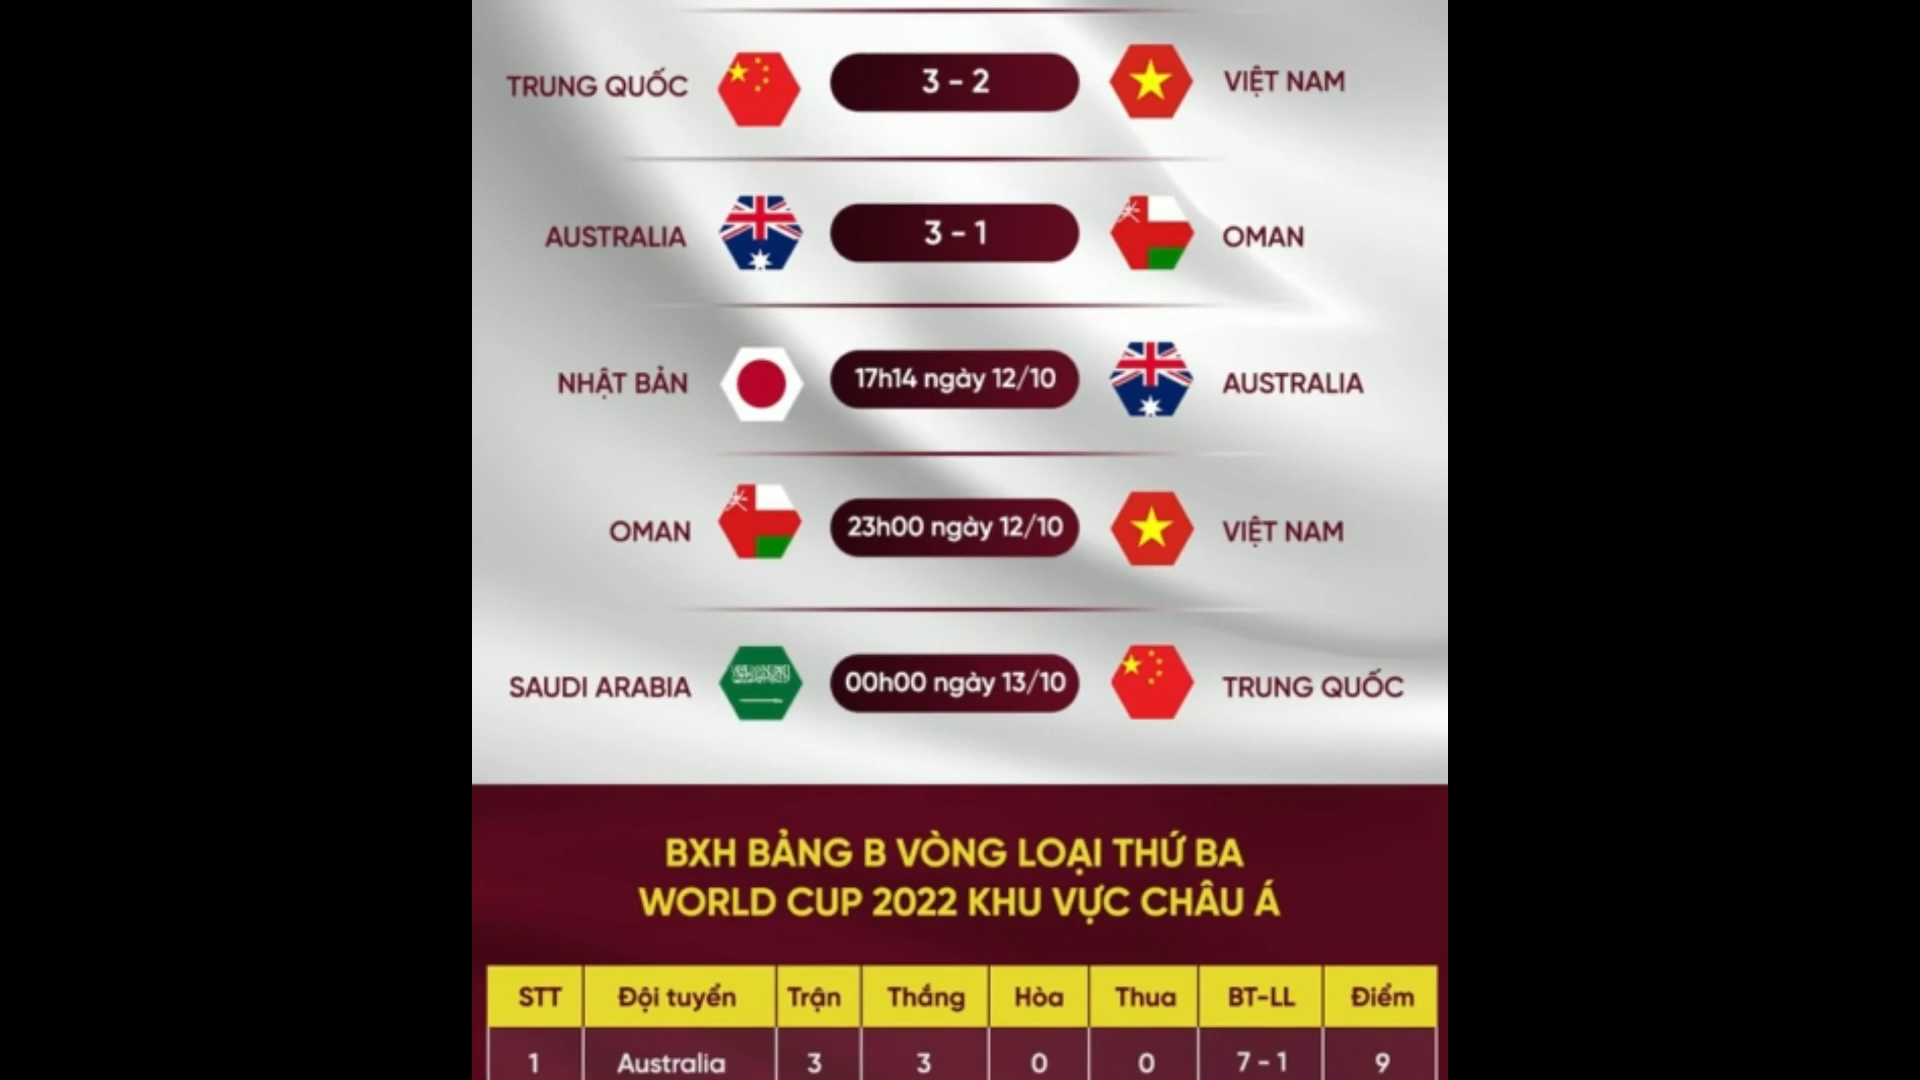 TRUNG QUỐC 3 - 2 VIỆT NAM
AUSTRALIA 3 - 1 OMAN
NHẬT BẢN 17h14 ngày 12/10 AUSTRALIA
OMAN 23h00 ngày 12/10 VIỆT NAM
SAUDI ARABIA 00h00 ngày 13/10 TRUNG QUỐC
BXH BẢNG B VÒNG LOẠI THỨ BA
WORLD CUP 2022 KHU VỰC CHÂU Á
STT Đội tuyển Trận Thắng Hòa Thua BT-LL Điểm
1 Australia 3 3 0 0 7 - 1 9